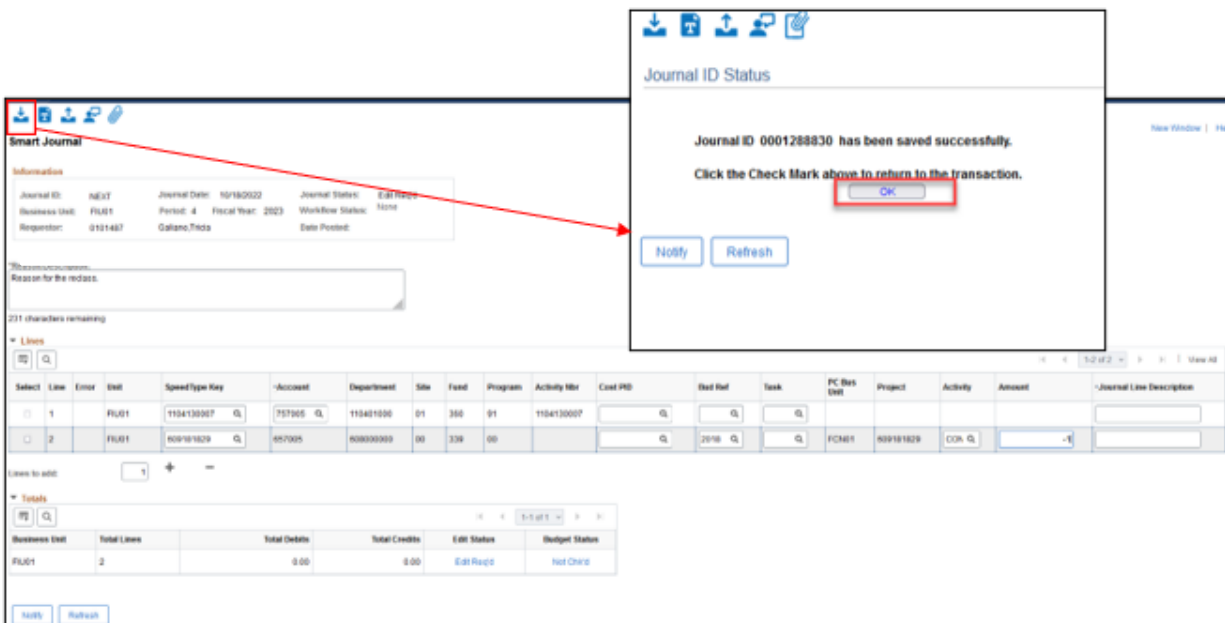 Journal ID Status
Journal ID 0001288830 has been saved successfully.
Click the Check Mark above to return to the transaction.
OK
Notify Refresh
New Window |
Smart Journal
Information
Journal ID: NEXT Journal Date: 10/18/2022 Journal Status: Edit Req'd
Business Unit: FIU01 Period: 4 Fiscal Year: 2023 Workflow Status: None
Requestor: 0101487 Galiano,Tricia Date Posted:
Reason for the reclass.
231 characters remaining
Lines
1-2 of 2 | View All
Select Line Error Unit SpeedType Key *Account Department Site Fund Program Activity Nbr Cost PID Bud Ref Task PC Bus Unit Project Activity Amount *Journal Line Description
1 FIU01 1104130007 757005 110401000 01 360 91 1104130007
2 FIU01 609181829 657005 608000000 00 339 00 2018 FCN01 609181829 CON -1
Lines to add: 1 + -
Totals
1-1 of 1
Business Unit Total Lines Total Debits Total Credits Edit Status Budget Status
FIU01 2 0.00 0.00 Edit Req'd Not Chk'd
Notify Refresh